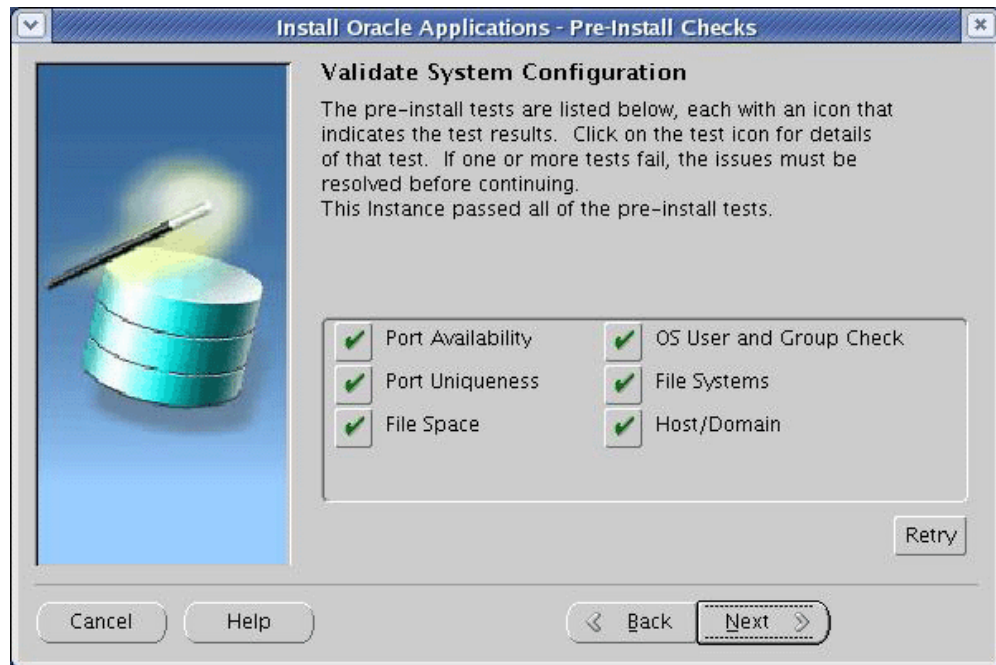 Install Oracle Applications - Pre-Install Checks
Validate System Configuration
The pre-install tests are listed below, each with an icon that
indicates the test results. Click on the test icon for details
of that test. If one or more tests fail, the issues must be
resolved before continuing.
This Instance passed all of the pre-install tests.
Port Availability
OS User and Group Check
Port Uniqueness
File Systems
File Space
Host/Domain
Retry
Cancel
Help
Back
Next